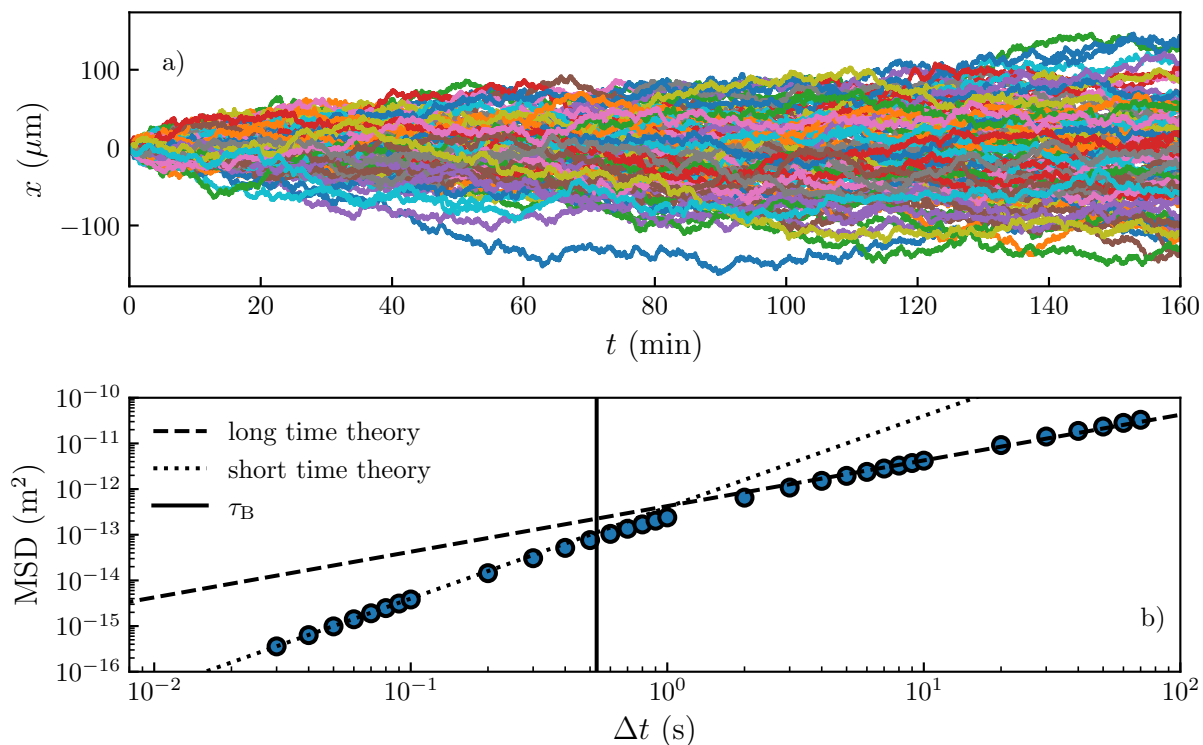 a)
x (μm)
100
0
−100
0 20 40 60 80 100 120 140 160
t (min)
MSD (m²)
10⁻¹⁰
10⁻¹¹
10⁻¹²
10⁻¹³
10⁻¹⁴
10⁻¹⁵
10⁻¹⁶
long time theory
short time theory
τ_B
b)
10⁻² 10⁻¹ 10⁰ 10¹ 10²
Δt (s)